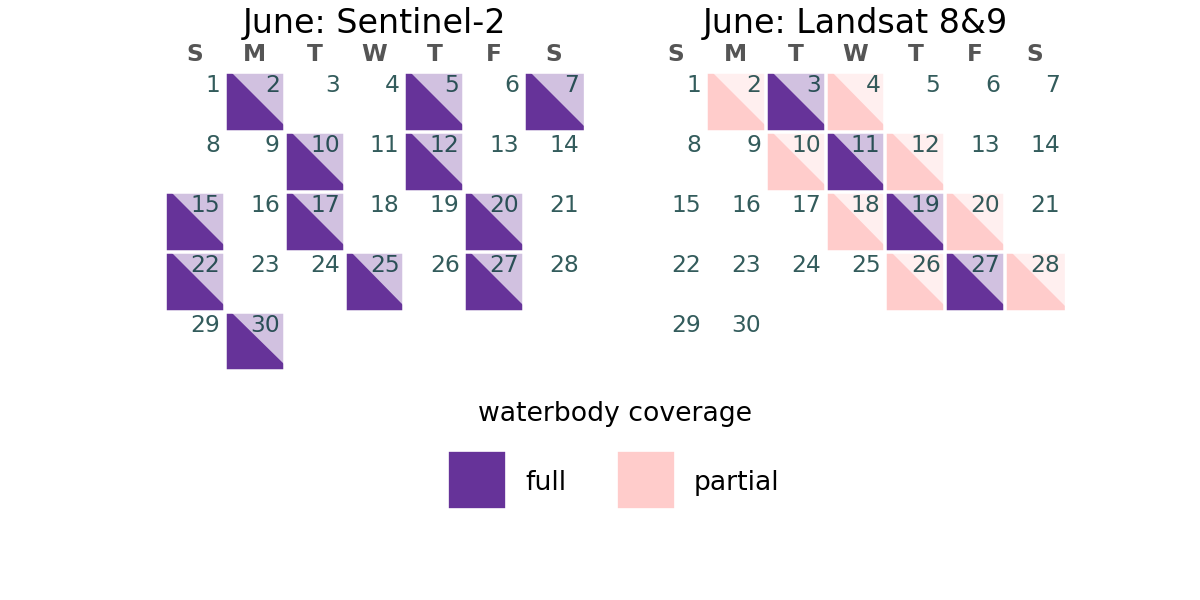 June: Sentinel-2
S M T W T F S
1 2 3 4 5 6 7
8 9 10 11 12 13 14
15 16 17 18 19 20 21
22 23 24 25 26 27 28
29 30
June: Landsat 8&9
S M T W T F S
1 2 3 4 5 6 7
8 9 10 11 12 13 14
15 16 17 18 19 20 21
22 23 24 25 26 27 28
29 30
waterbody coverage
full partial